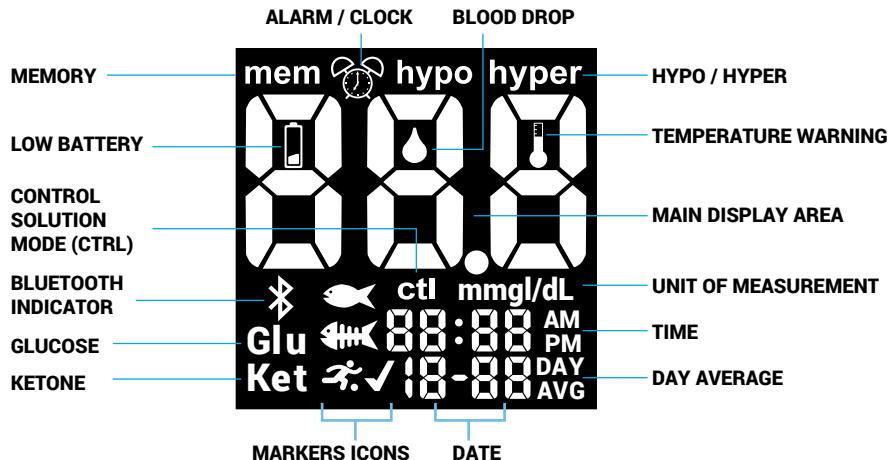 ALARM / CLOCK
BLOOD DROP
MEMORY
mem hypo hyper
HYPO / HYPER
LOW BATTERY
88.8
TEMPERATURE WARNING
CONTROL
SOLUTION
MODE (CTRL)
MAIN DISPLAY AREA
BLUETOOTH
INDICATOR
ctl mmgl/dL
UNIT OF MEASUREMENT
GLUCOSE
Glu 88:88 AM
PM
TIME
KETONE
Ket 18-88 DAY
AVG
DAY AVERAGE
MARKERS ICONS
DATE